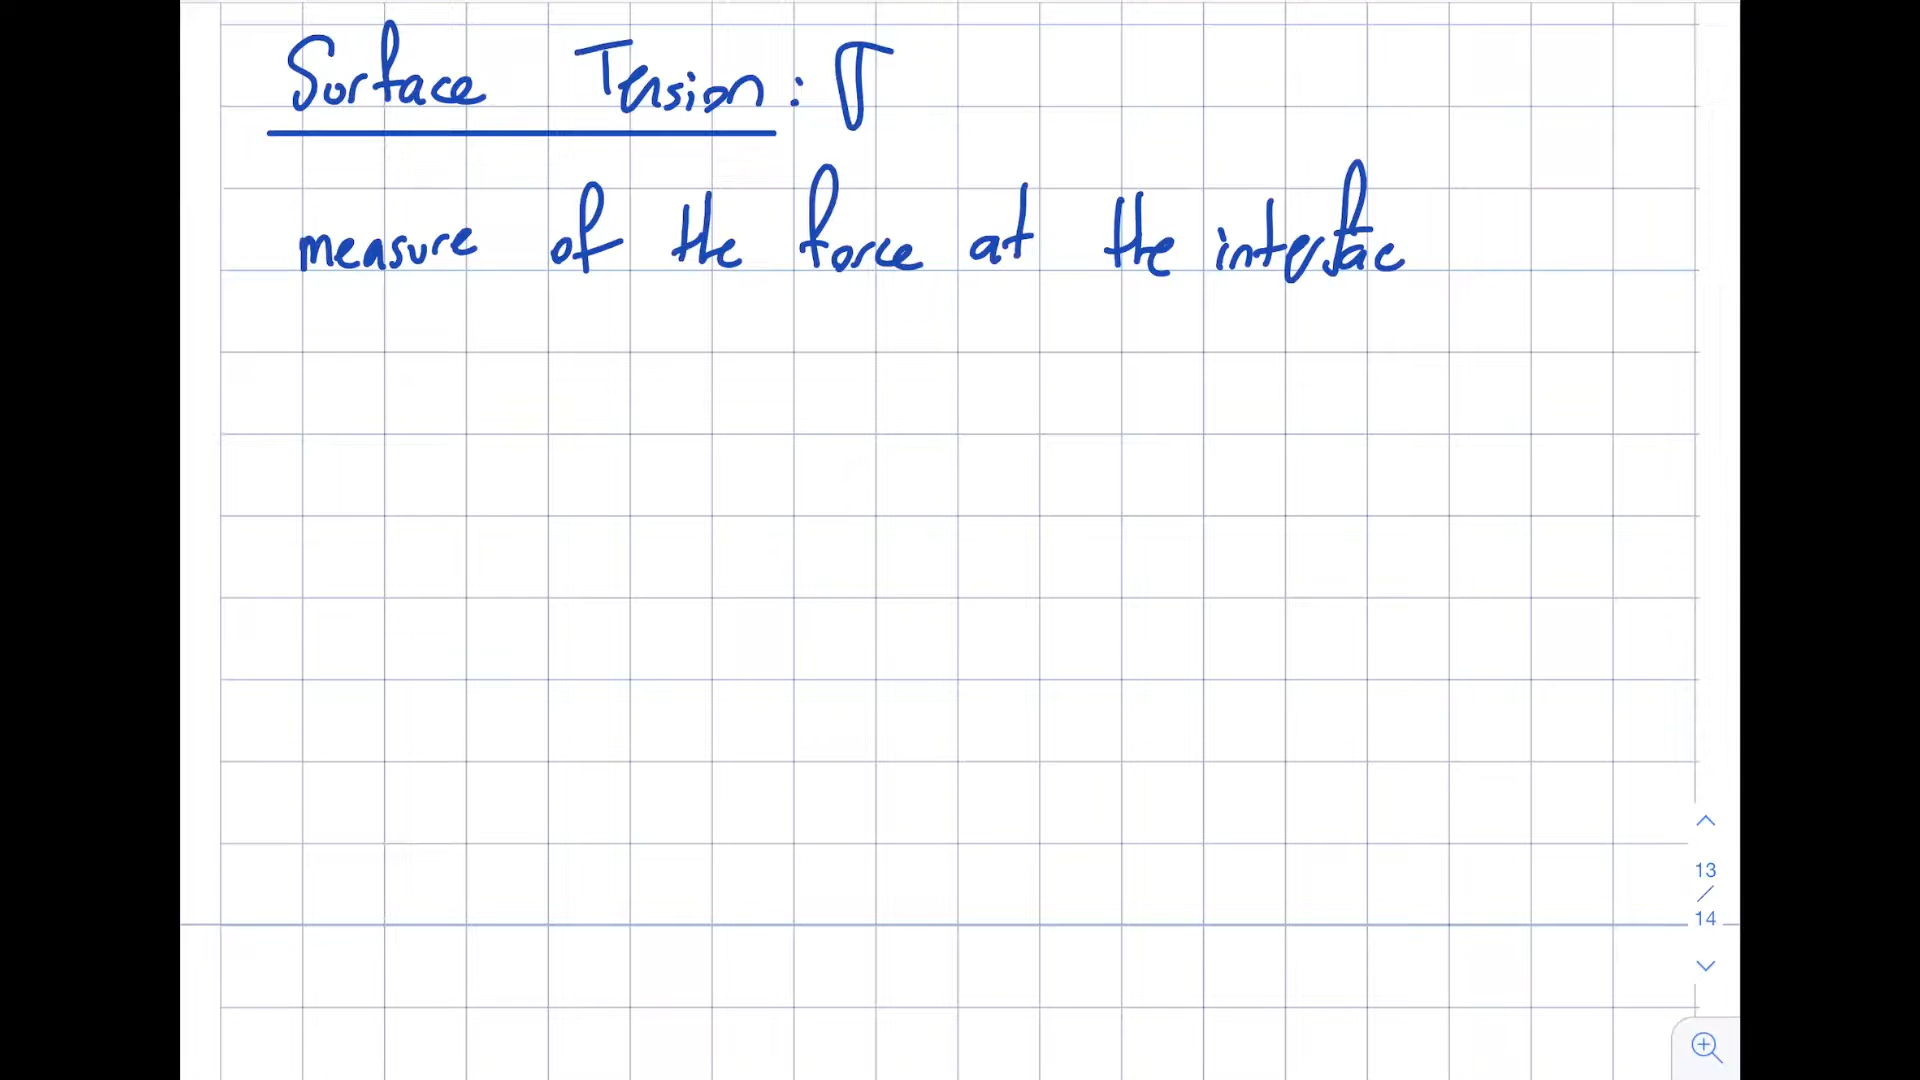 Surface Tension: σ
measure of the force at the interfac
13
/
14